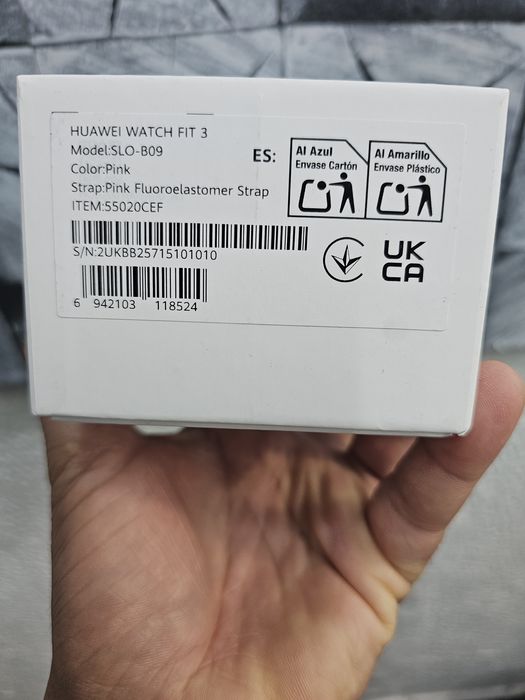 HUAWEI WATCH FIT 3
Model:SLO-B09
Color:Pink
Strap:Pink Fluoroelastomer Strap
ITEM:55020CEF
S/N:2UKBB25715101010
6 942103 118524
ES:
Al Azul
Envase Cartón
Al Amarillo
Envase Plástico
UK
CA